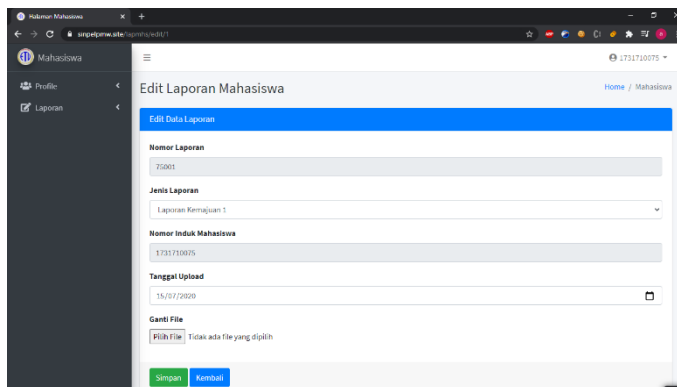 Halaman Mahasiswa
simpelpmw.site/lapmhs/edit/1
Mahasiswa
1731710075
Profile
Laporan
Edit Laporan Mahasiswa
Home / Mahasiswa
Edit Data Laporan
Nomor Laporan
75001
Jenis Laporan
Laporan Kemajuan 1
Nomor Induk Mahasiswa
1731710075
Tanggal Upload
15/07/2020
Ganti File
Pilih File Tidak ada file yang dipilih
Simpan Kembali